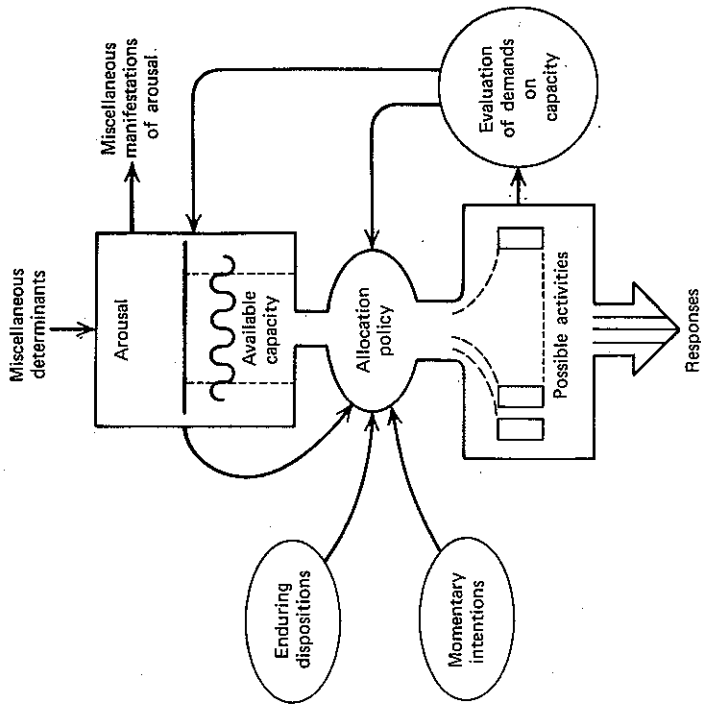 Miscellaneous
determinants
Miscellaneous
manifestations
of arousal.
Arousal
Available
capacity
Enduring
dispositions
Allocation
policy
Momentary
intentions
Evaluation
of demands
on
capacity
Possible activities
Responses